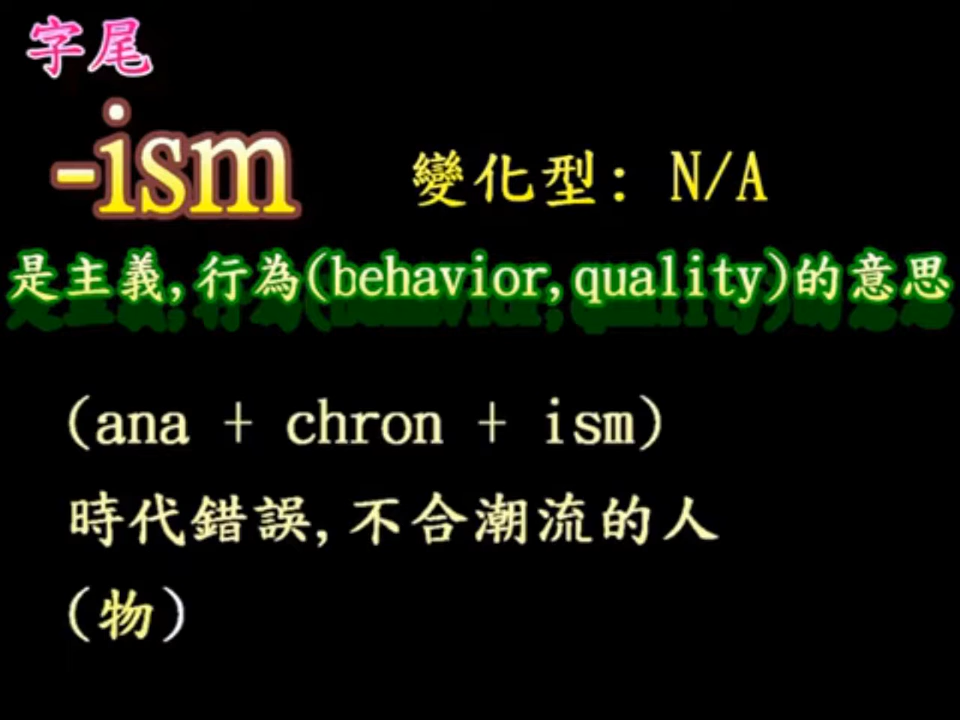 字尾
-ism
變化型: N/A
是主義,行為(behavior,quality)的意思
(ana + chron + ism)
時代錯誤,不合潮流的人
(物)